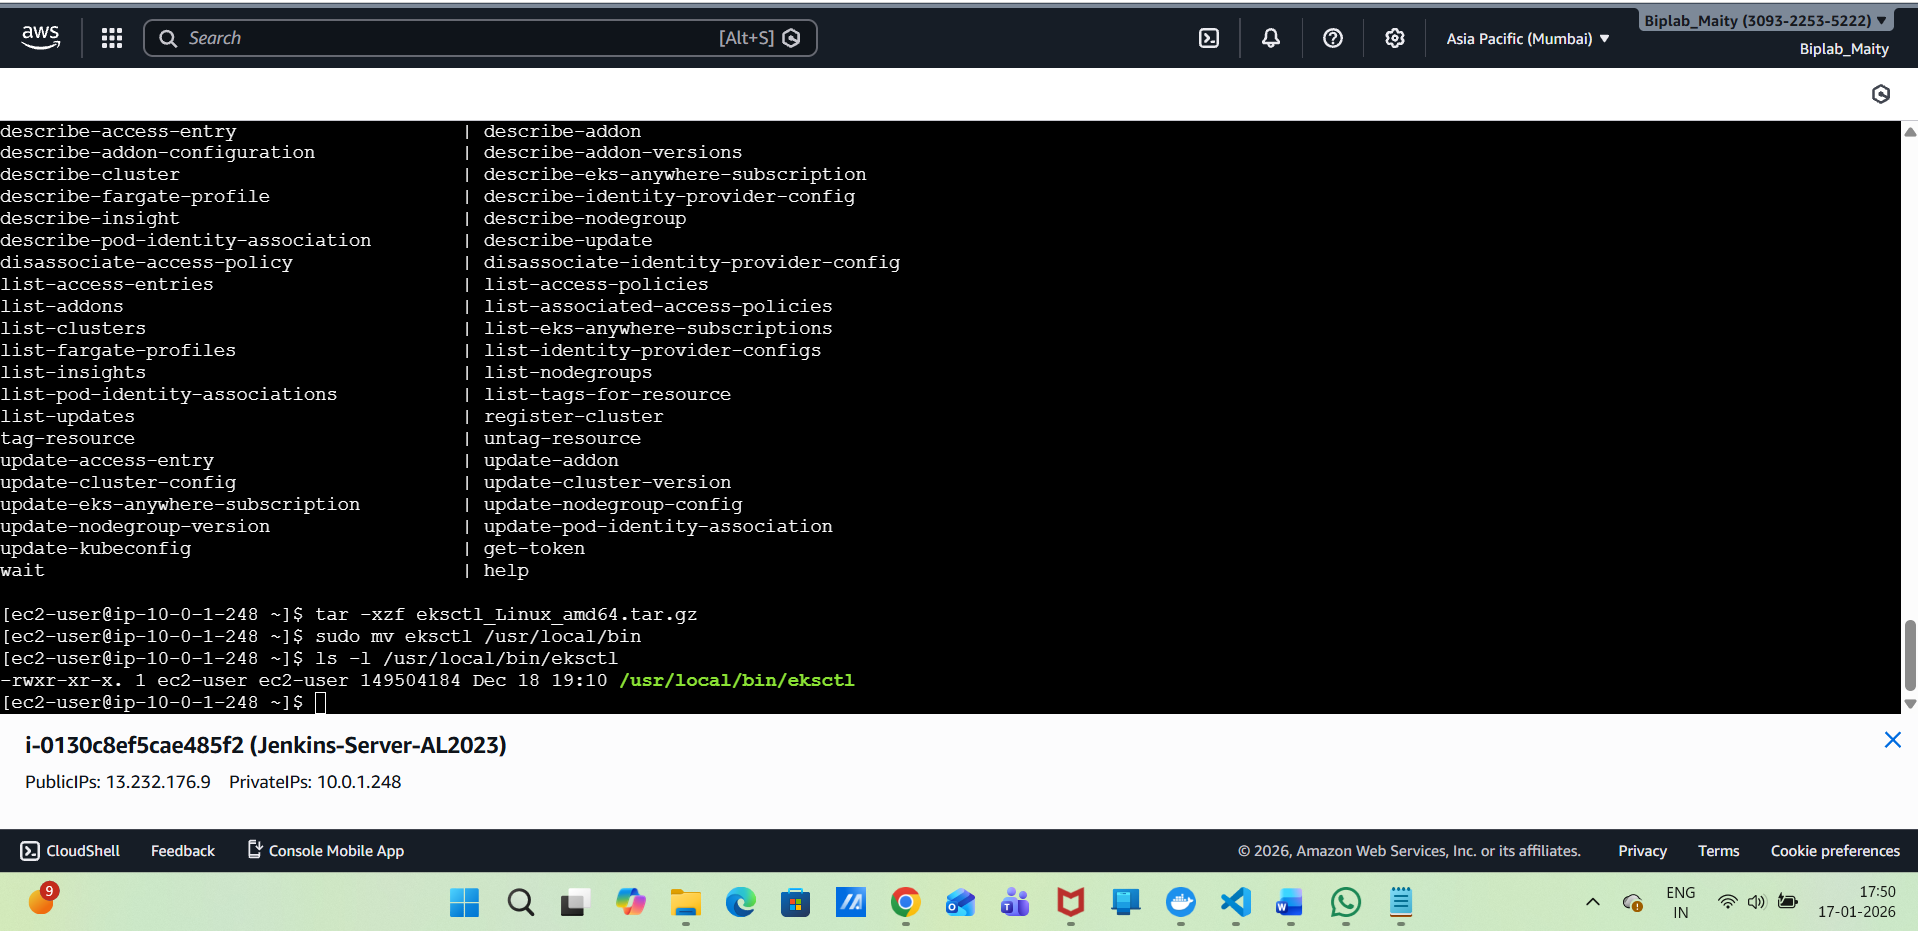 aws
Search [Alt+S]
Asia Pacific (Mumbai) ▼
Biplab_Maity (3093-2253-5222) ▼
Biplab_Maity
describe-access-entry | describe-addon
describe-addon-configuration | describe-addon-versions
describe-cluster | describe-eks-anywhere-subscription
describe-fargate-profile | describe-identity-provider-config
describe-insight | describe-nodegroup
describe-pod-identity-association | describe-update
disassociate-access-policy | disassociate-identity-provider-config
list-access-entries | list-access-policies
list-addons | list-associated-access-policies
list-clusters | list-eks-anywhere-subscriptions
list-fargate-profiles | list-identity-provider-configs
list-insights | list-nodegroups
list-pod-identity-associations | list-tags-for-resource
list-updates | register-cluster
tag-resource | untag-resource
update-access-entry | update-addon
update-cluster-config | update-cluster-version
update-eks-anywhere-subscription | update-nodegroup-config
update-nodegroup-version | update-pod-identity-association
update-kubeconfig | get-token
wait | help
[ec2-user@ip-10-0-1-248 ~]$ tar -xzf eksctl_Linux_amd64.tar.gz
[ec2-user@ip-10-0-1-248 ~]$ sudo mv eksctl /usr/local/bin
[ec2-user@ip-10-0-1-248 ~]$ ls -l /usr/local/bin/eksctl
-rwxr-xr-x. 1 ec2-user ec2-user 149504184 Dec 18 19:10 /usr/local/bin/eksctl
[ec2-user@ip-10-0-1-248 ~]$
i-0130c8ef5cae485f2 (Jenkins-Server-AL2023)
PublicIPs: 13.232.176.9 PrivateIPs: 10.0.1.248
CloudShell Feedback Console Mobile App © 2026, Amazon Web Services, Inc. or its affiliates. Privacy Terms Cookie preferences
9
ENG
IN
17:50
17-01-2026